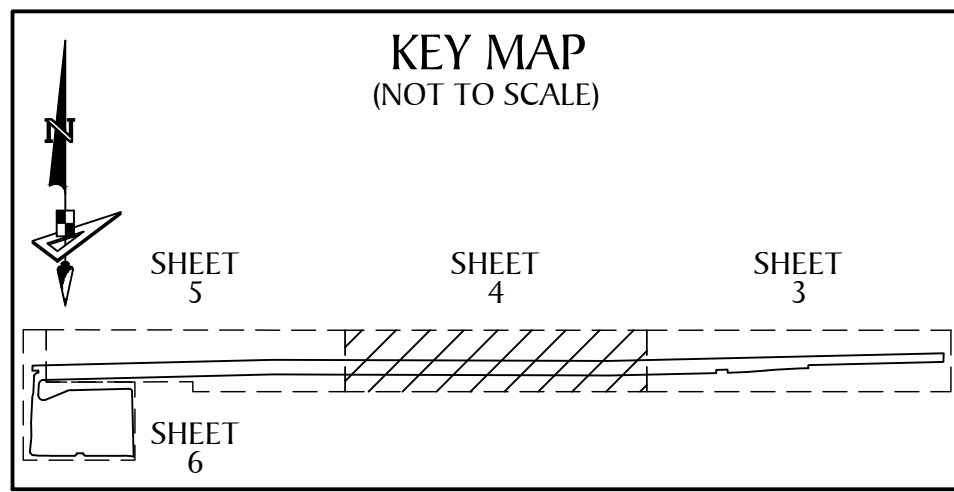 KEY MAP
(NOT TO SCALE)
N
SHEET
5
SHEET
4
SHEET
3
SHEET
6